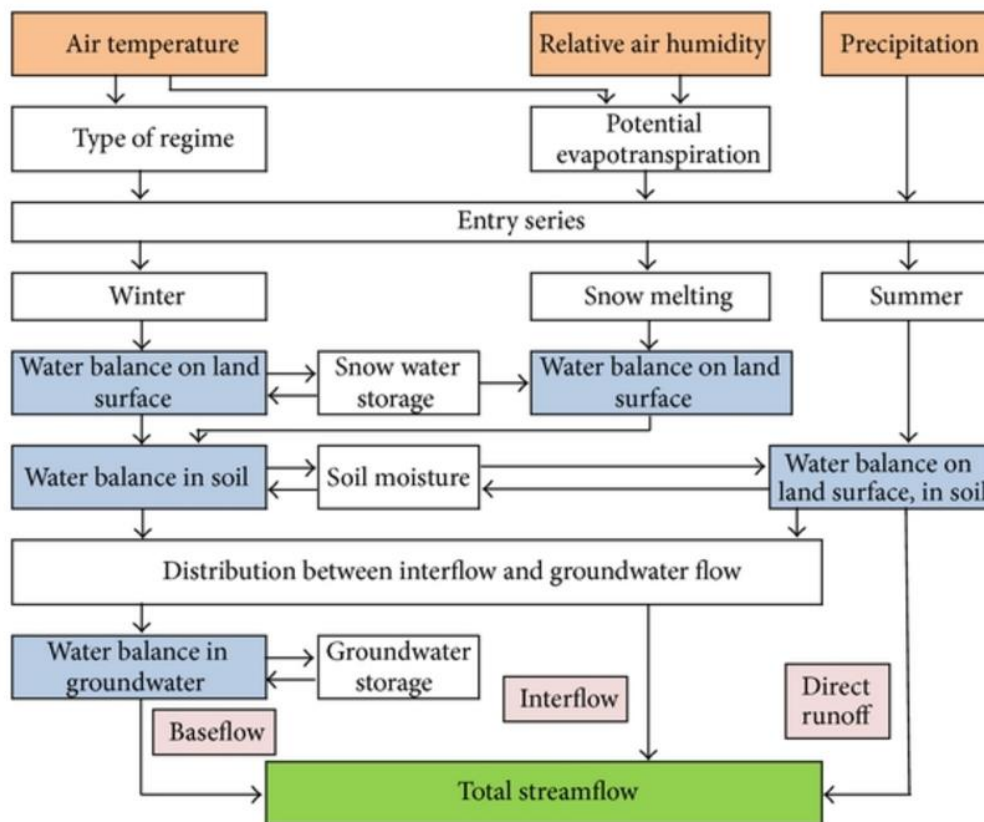 Air temperature
Relative air humidity
Precipitation
Type of regime
Potential
evapotranspiration
Entry series
Winter
Snow melting
Summer
Water balance on land
surface
Snow water
storage
Water balance on land
surface
Water balance in soil
Soil moisture
Water balance on
land surface, in soil
Distribution between interflow and groundwater flow
Water balance in
groundwater
Groundwater
storage
Baseflow
Interflow
Direct
runoff
Total streamflow